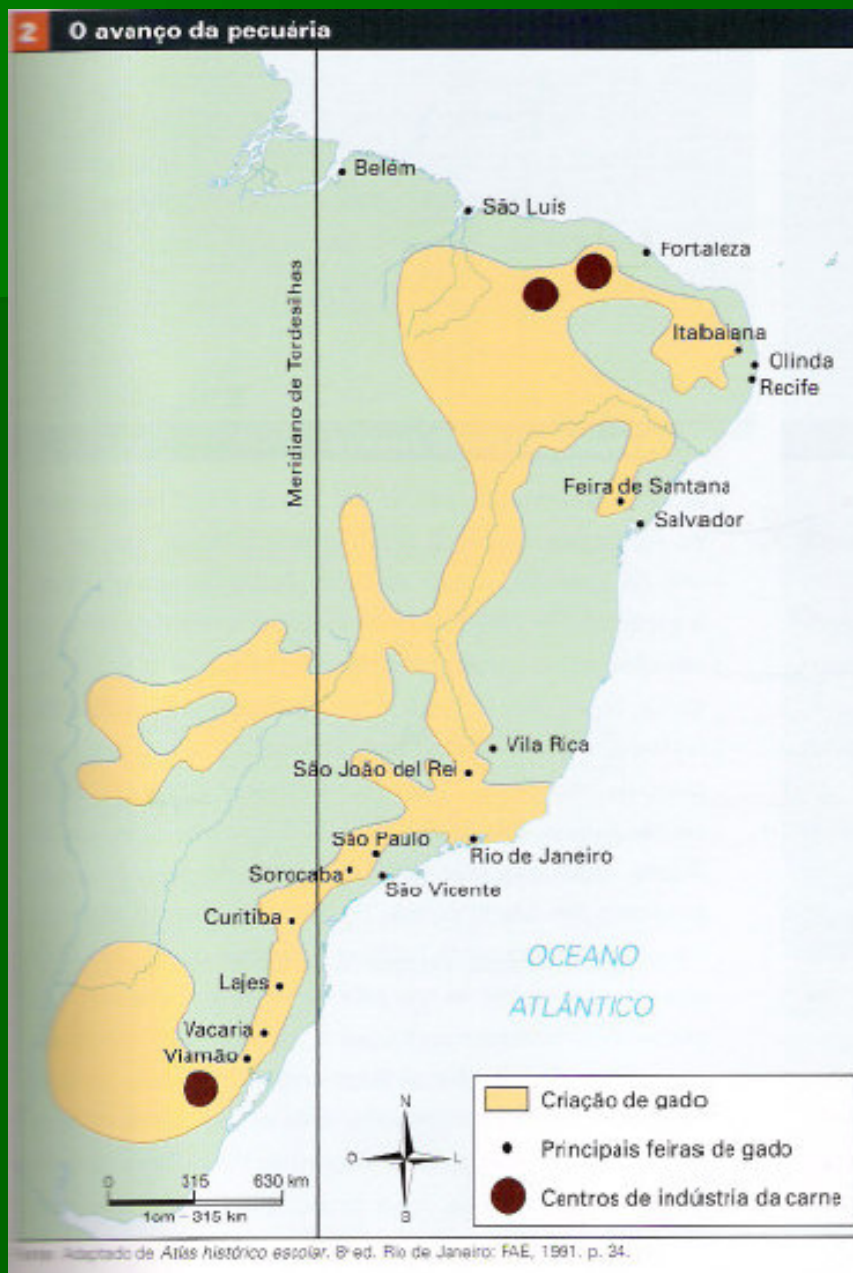 2 O avanço da pecuária
Belém
São Luís
Fortaleza
Meridiano de Tordesilhas
Itabaiana
Olinda
Recife
Feira de Santana
Salvador
Vila Rica
São João del Rei
São Paulo
Rio de Janeiro
Sorocaba
São Vicente
Curitiba
OCEANO
ATLÂNTICO
Lajes
Vacaria
Viamão
N
O
L
S
0 315 630 km
1cm – 315 km
Criação de gado
Principais feiras de gado
Centros de indústria da carne
Adaptado de Atlas histórico escolar. 8ª ed. Rio de Janeiro: FAE, 1991. p. 34.